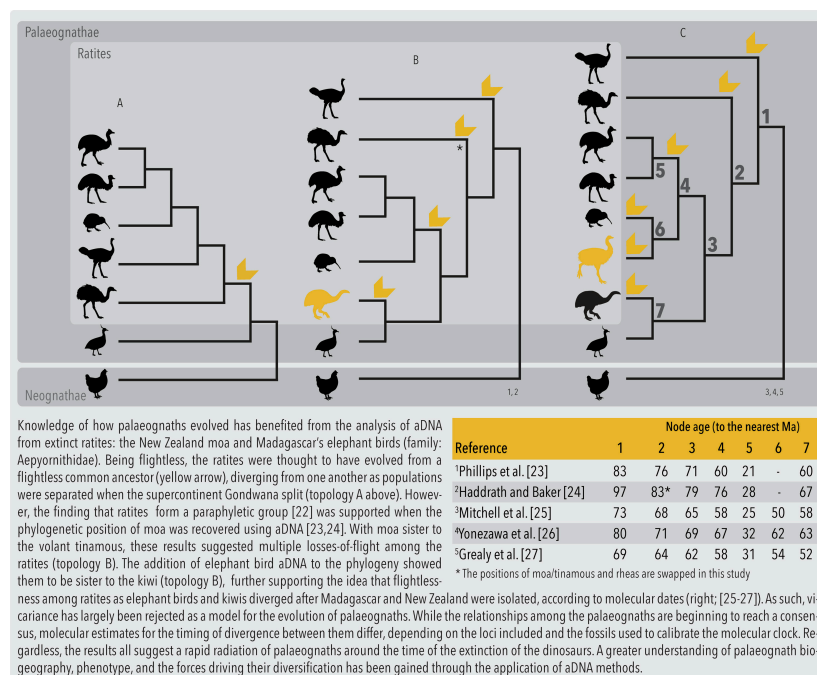 Palaeognathae
Ratites
A
B
C
*
1
2
3
4
5
6
7
Neognathae
1, 2
3, 4, 5
Knowledge of how palaeognaths evolved has benefited from the analysis of aDNA
from extinct ratites: the New Zealand moa and Madagascar's elephant birds (family:
Aepyornithidae). Being flightless, the ratites were thought to have evolved from a
flightless common ancestor (yellow arrow), diverging from one another as populations
were separated when the supercontinent Gondwana split (topology A above). Howev-
er, the finding that ratites form a paraphyletic group [22] was supported when the
phylogenetic position of moa was recovered using aDNA [23,24]. With moa sister to
the volant tinamous, these results suggested multiple losses-of-flight among the
ratites (topology B). The addition of elephant bird aDNA to the phylogeny showed
them to be sister to the kiwi (topology B), further supporting the idea that flightless-
ness among ratites as elephant birds and kiwis diverged after Madagascar and New Zealand were isolated, according to molecular dates (right; [25-27]). As such, vi-
cariance has largely been rejected as a model for the evolution of palaeognaths. While the relationships among the palaeognaths are beginning to reach a consen-
sus, molecular estimates for the timing of divergence between them differ, depending on the loci included and the fossils used to calibrate the molecular clock. Re-
gardless, the results all suggest a rapid radiation of palaeognaths around the time of the extinction of the dinosaurs. A greater understanding of palaeognath bio-
geography, phenotype, and the forces driving their diversification has been gained through the application of aDNA methods.
Node age (to the nearest Ma)
Reference 1 2 3 4 5 6 7
1Phillips et al. [23] 83 76 71 60 21 - 60
2Haddrath and Baker [24] 97 83* 79 76 28 - 67
3Mitchell et al. [25] 73 68 65 58 25 50 58
4Yonezawa et al. [26] 80 71 69 67 32 62 63
5Grealy et al. [27] 69 64 62 58 31 54 52
* The positions of moa/tinamous and rheas are swapped in this study